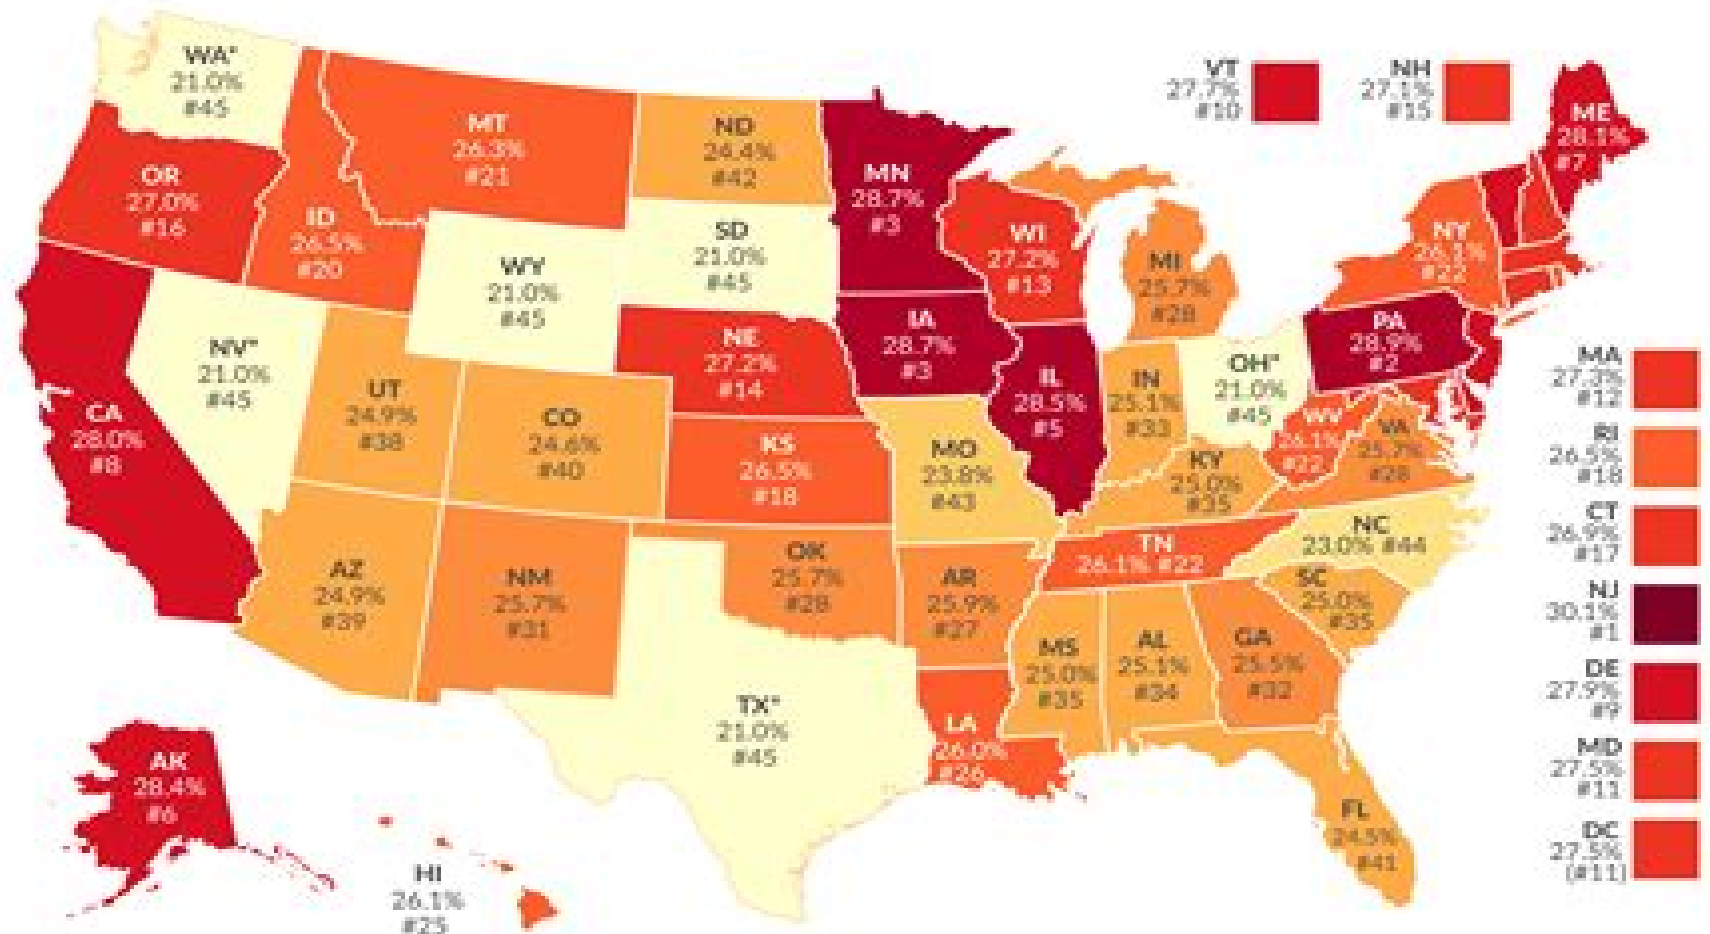 WA*
21.0%
#45
OR
27.0%
#16
CA
28.0%
#8
NV*
21.0%
#45
ID
26.5%
#20
MT
26.3%
#21
WY
21.0%
#45
UT
24.9%
#38
CO
24.6%
#40
AZ
24.9%
#39
NM
25.7%
#31
ND
24.4%
#42
SD
21.0%
#45
NE
27.2%
#14
KS
26.5%
#18
OK
25.7%
#28
TX*
21.0%
#45
MN
28.7%
#3
IA
28.7%
#3
MO
23.8%
#43
AR
25.9%
#27
LA
26.0%
#26
WI
27.2%
#13
IL
28.5%
#5
MI
25.7%
#28
IN
25.1%
#33
OH*
21.0%
#45
KY
25.0%
#35
TN
26.1% #22
MS
25.0%
#35
AL
25.1%
#34
GA
25.5%
#32
FL
24.5%
#41
SC
25.0%
#35
NC
23.0% #44
VA
25.7%
#28
WV
26.1%
#22
PA
28.9%
#2
NY
26.1%
#22
ME
28.1%
#7
VT
27.7%
#10
NH
27.1%
#15
MA
27.3%
#12
RI
26.5%
#18
CT
26.9%
#17
NJ
30.1%
#1
DE
27.9%
#9
MD
27.5%
#11
DC
27.5%
(#11)
AK
28.4%
#6
HI
26.1%
#25